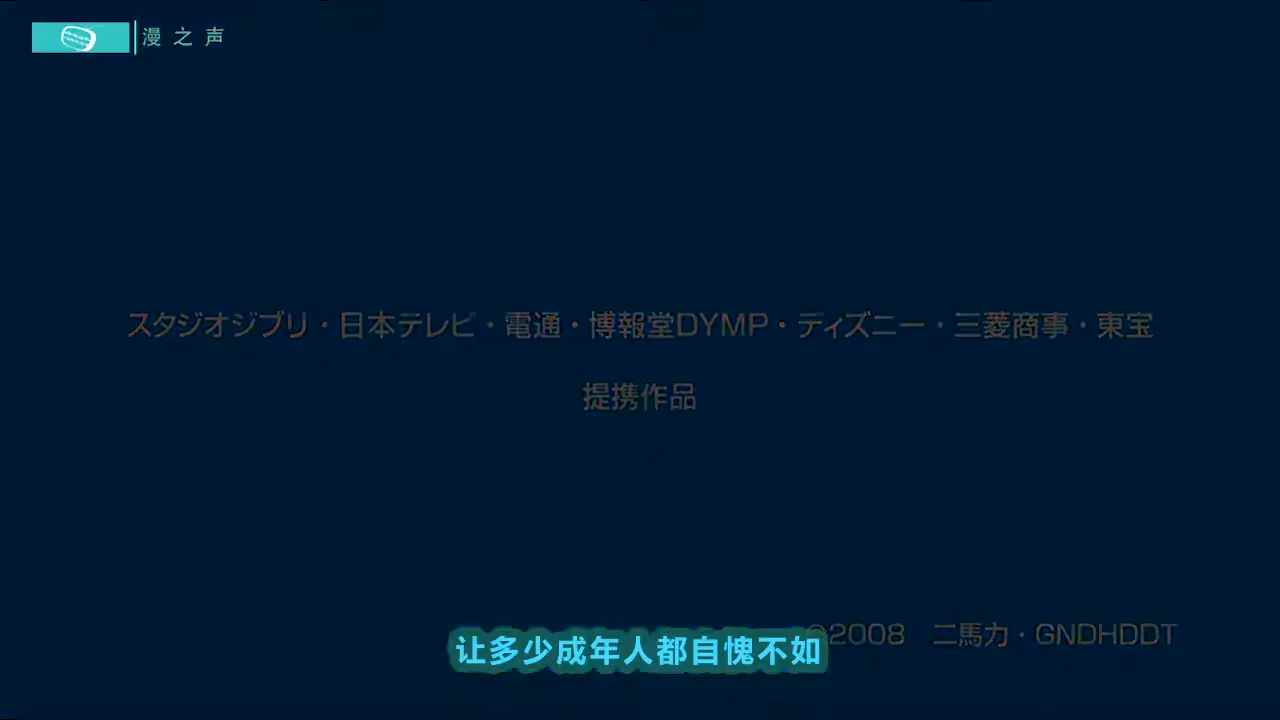 漫之声
スタジオジブリ・日本テレビ・電通・博報堂DYMP・ディズニー・三菱商事・東宝
提携作品
©2008 二馬力・GNDHDDT
让多少成年人都自愧不如